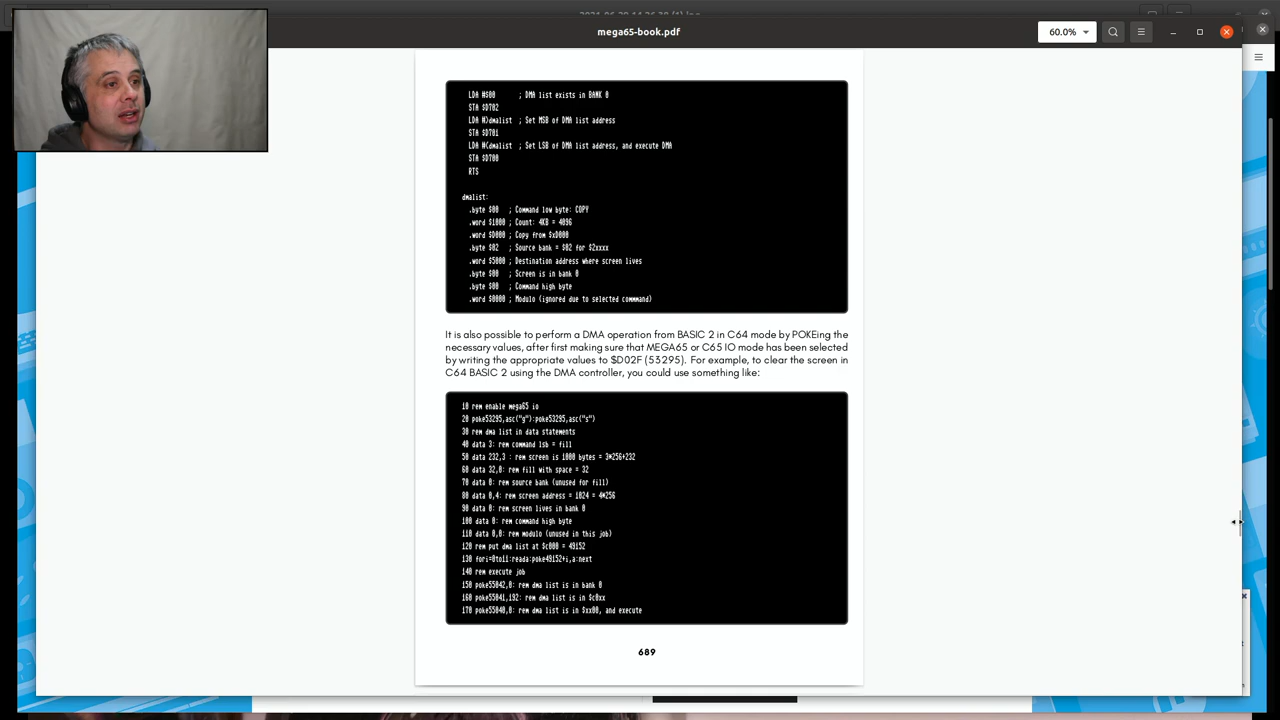 mega65-book.pdf
60.0%
LDA #$00 ; DMA list exists in BANK 0
STA $D702
LDA #>dmalist ; Set MSB of DMA list address
STA $D701
LDA #<dmalist ; Set LSB of DMA list address, and execute DMA
STA $D700
RTS
dmalist:
.byte $00 ; Command low byte: COPY
.word $1000 ; Count: 4KB = 4096
.word $D000 ; Copy from $xD000
.byte $02 ; Source bank = $02 for $2xxxx
.word $5000 ; Destination address where screen lives
.byte $00 ; Screen is in bank 0
.byte $00 ; Command high byte
.word $0000 ; Modulo (ignored due to selected commmand)
It is also possible to perform a DMA operation from BASIC 2 in C64 mode by POKEing the
necessary values, after first making sure that MEGA65 or C65 IO mode has been selected
by writing the appropriate values to $D02F (53295). For example, to clear the screen in
C64 BASIC 2 using the DMA controller, you could use something like:
10 rem enable mega65 io
20 poke53295,asc("g"):poke53295,asc("s")
30 rem dma list in data statements
40 data 3: rem command lsb = fill
50 data 232,3 : rem screen is 1000 bytes = 3*256+232
60 data 32,0: rem fill with space = 32
70 data 0: rem source bank (unused for fill)
80 data 0,4: rem screen address = 1024 = 4*256
90 data 0: rem screen lives in bank 0
100 data 0: rem command high byte
110 data 0,0: rem modulo (unused in this job)
120 rem put dma list at $c000 = 49152
130 fori=0to11:reada:poke49152+i,a:next
140 rem execute job
150 poke55042,0: rem dma list is in bank 0
160 poke55041,192: rem dma list is in $c0xx
170 poke55040,0: rem dma list is in $xx00, and execute
689